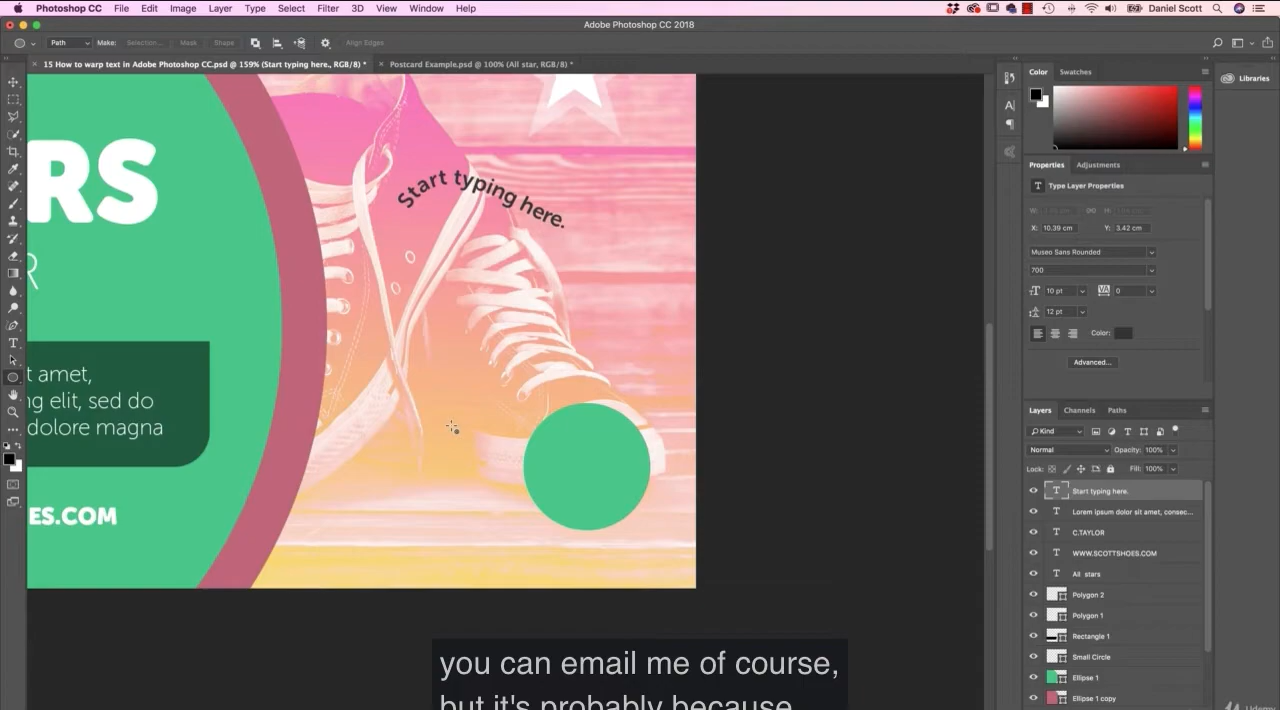 Photoshop CC File Edit Image Layer Type Select Filter 3D View Window Help
Daniel Scott
Adobe Photoshop CC 2018
Path Make: Selection... Mask Shape Align Edges
15 How to warp text in Adobe Photoshop CC.psd @ 159% (Start typing here., RGB/8) *
Postcard Example.psd @ 100% (All star, RGB/8) *
Color Swatches
Libraries
Properties Adjustments
Type Layer Properties
W: H:
X: 10.39 cm Y: 3.42 cm
Museo Sans Rounded
700
10 pt 0
12 pt
Color:
Advanced...
Layers Channels Paths
Kind
Normal Opacity: 100%
Lock: Fill: 100%
Start typing here.
Lorem ipsum dolor sit amet, consec...
C.TAYLOR
WWW.SCOTTSHOES.COM
All stars
Polygon 2
Polygon 1
Rectangle 1
Small Circle
Ellipse 1
Ellipse 1 copy
RS
R
Start typing here.
t amet,
ng elit, sed do
dolore magna
ES.COM
you can email me of course,
but it's probably because